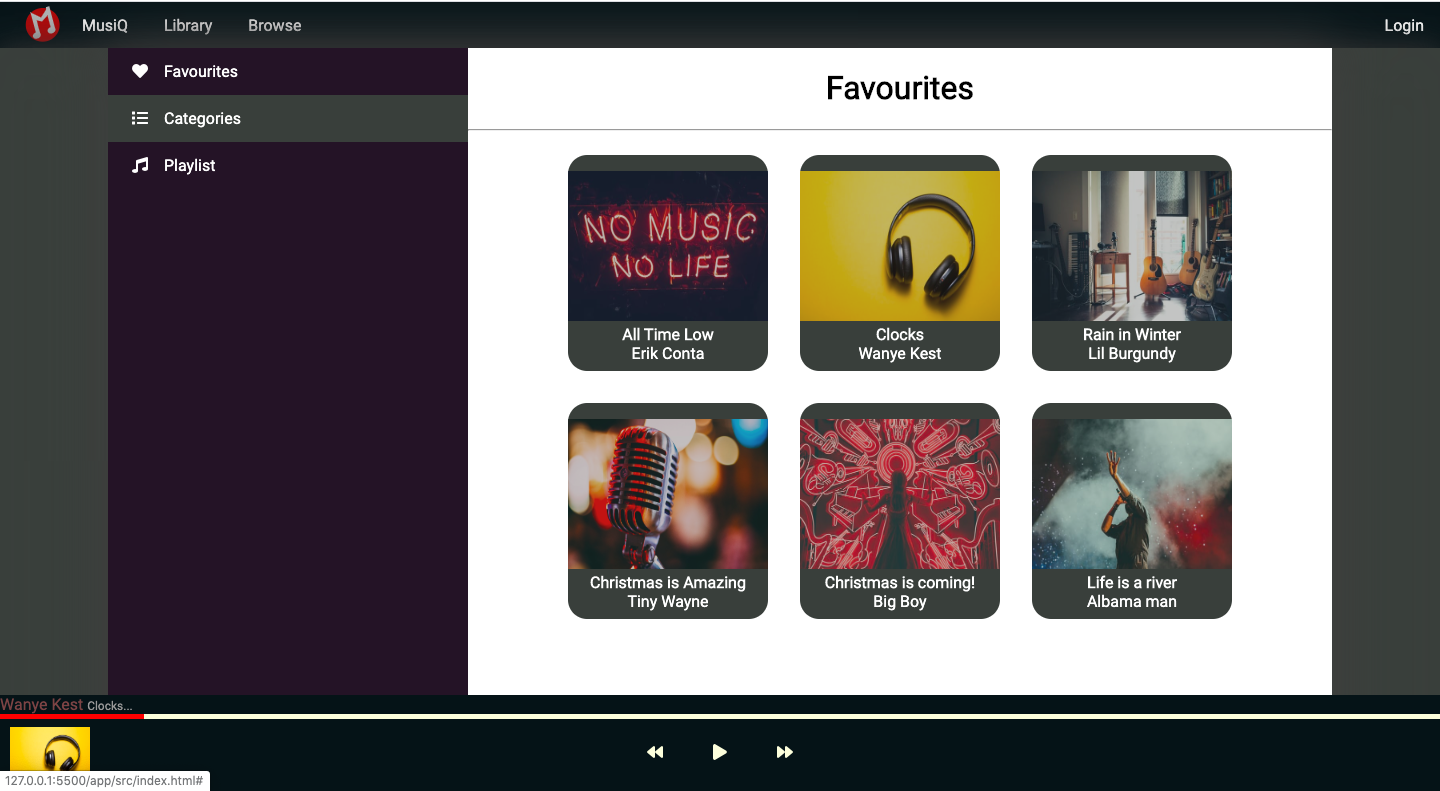 MusiQ Library Browse Login
Favourites
Categories
Playlist
Favourites
NO MUSIC
NO LIFE
All Time Low
Erik Conta
Clocks
Wanye Kest
Rain in Winter
Lil Burgundy
Christmas is Amazing
Tiny Wayne
Christmas is coming!
Big Boy
Life is a river
Albama man
Wanye Kest Clocks...
127.0.0.1:5500/app/src/index.html#